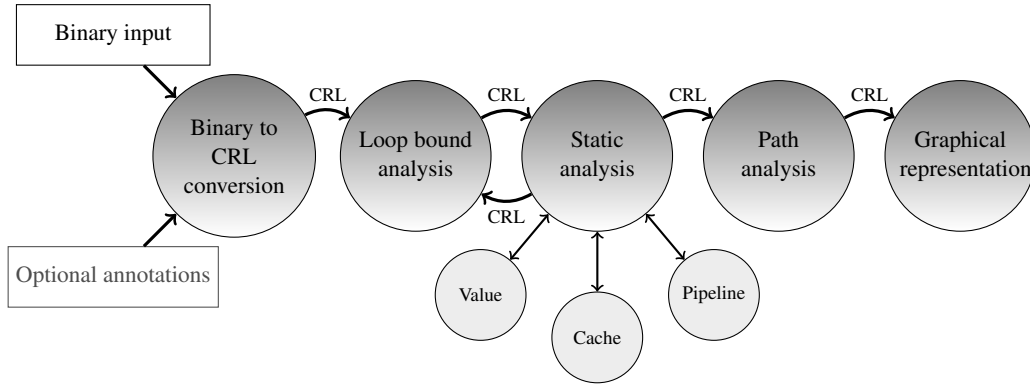 Binary input
Optional annotations
Binary to
CRL
conversion
CRL
Loop bound
analysis
CRL
CRL
Static
analysis
CRL
Path
analysis
CRL
Graphical
representation
Value
Cache
Pipeline